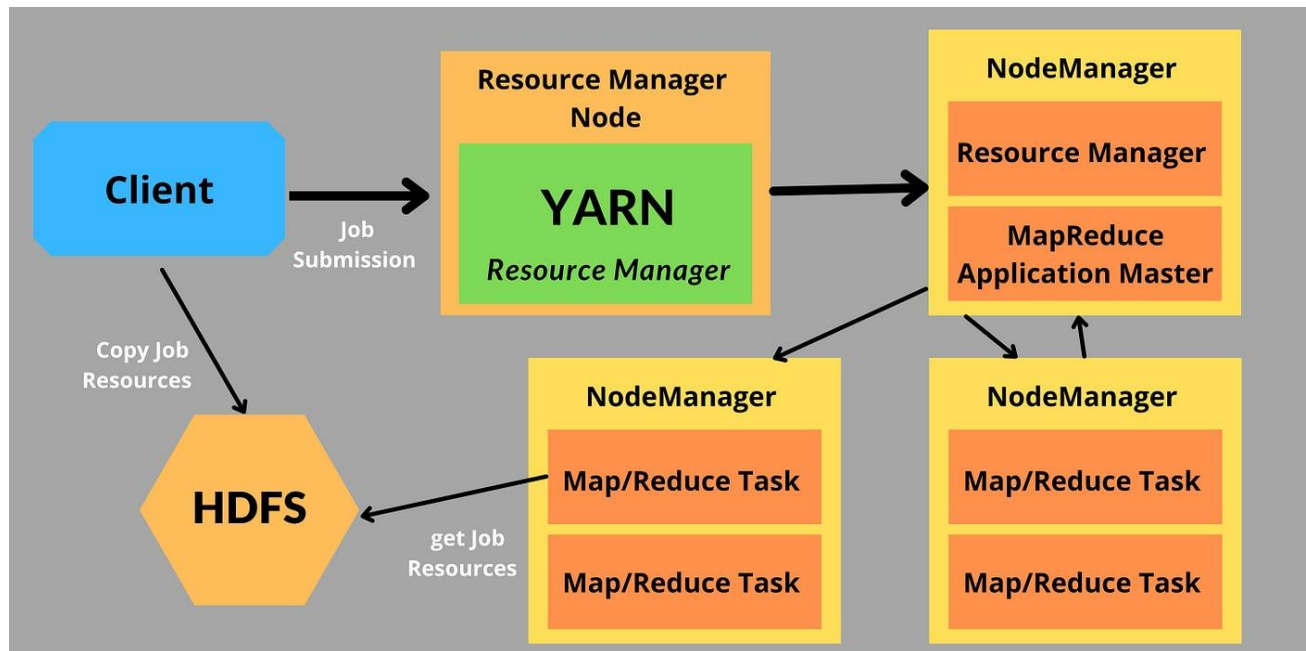 Client
Job
Submission
Copy Job
Resources
HDFS
Resource Manager
Node
YARN
Resource Manager
NodeManager
Resource Manager
MapReduce
Application Master
NodeManager
Map/Reduce Task
Map/Reduce Task
get Job
Resources
NodeManager
Map/Reduce Task
Map/Reduce Task